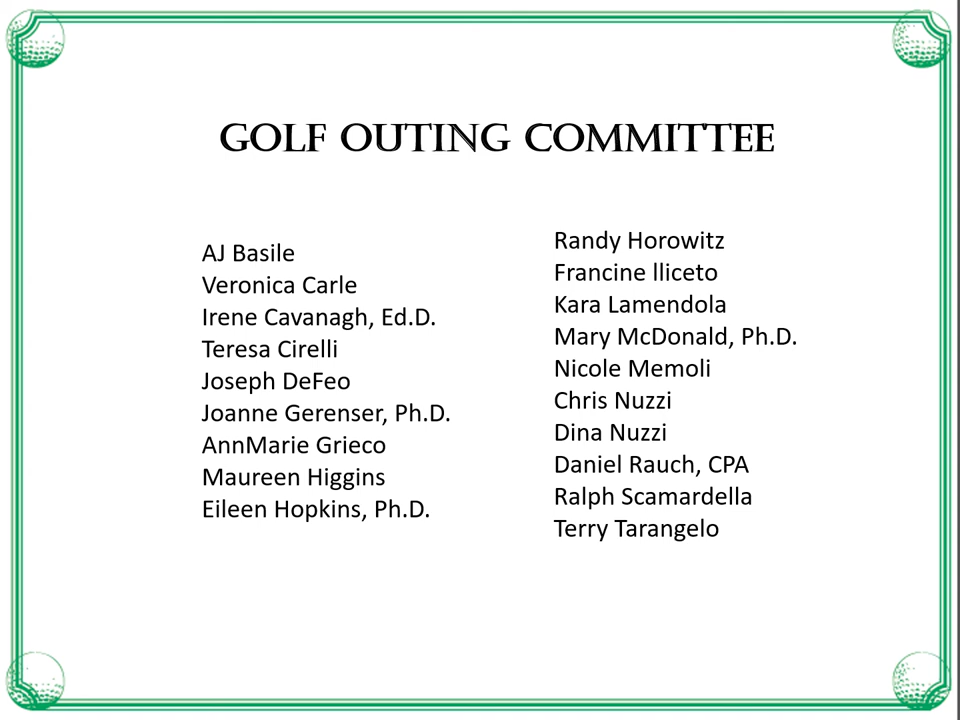 GOLF OUTING COMMITTEE
AJ Basile
Veronica Carle
Irene Cavanagh, Ed.D.
Teresa Cirelli
Joseph DeFeo
Joanne Gerenser, Ph.D.
AnnMarie Grieco
Maureen Higgins
Eileen Hopkins, Ph.D.
Randy Horowitz
Francine lliceto
Kara Lamendola
Mary McDonald, Ph.D.
Nicole Memoli
Chris Nuzzi
Dina Nuzzi
Daniel Rauch, CPA
Ralph Scamardella
Terry Tarangelo